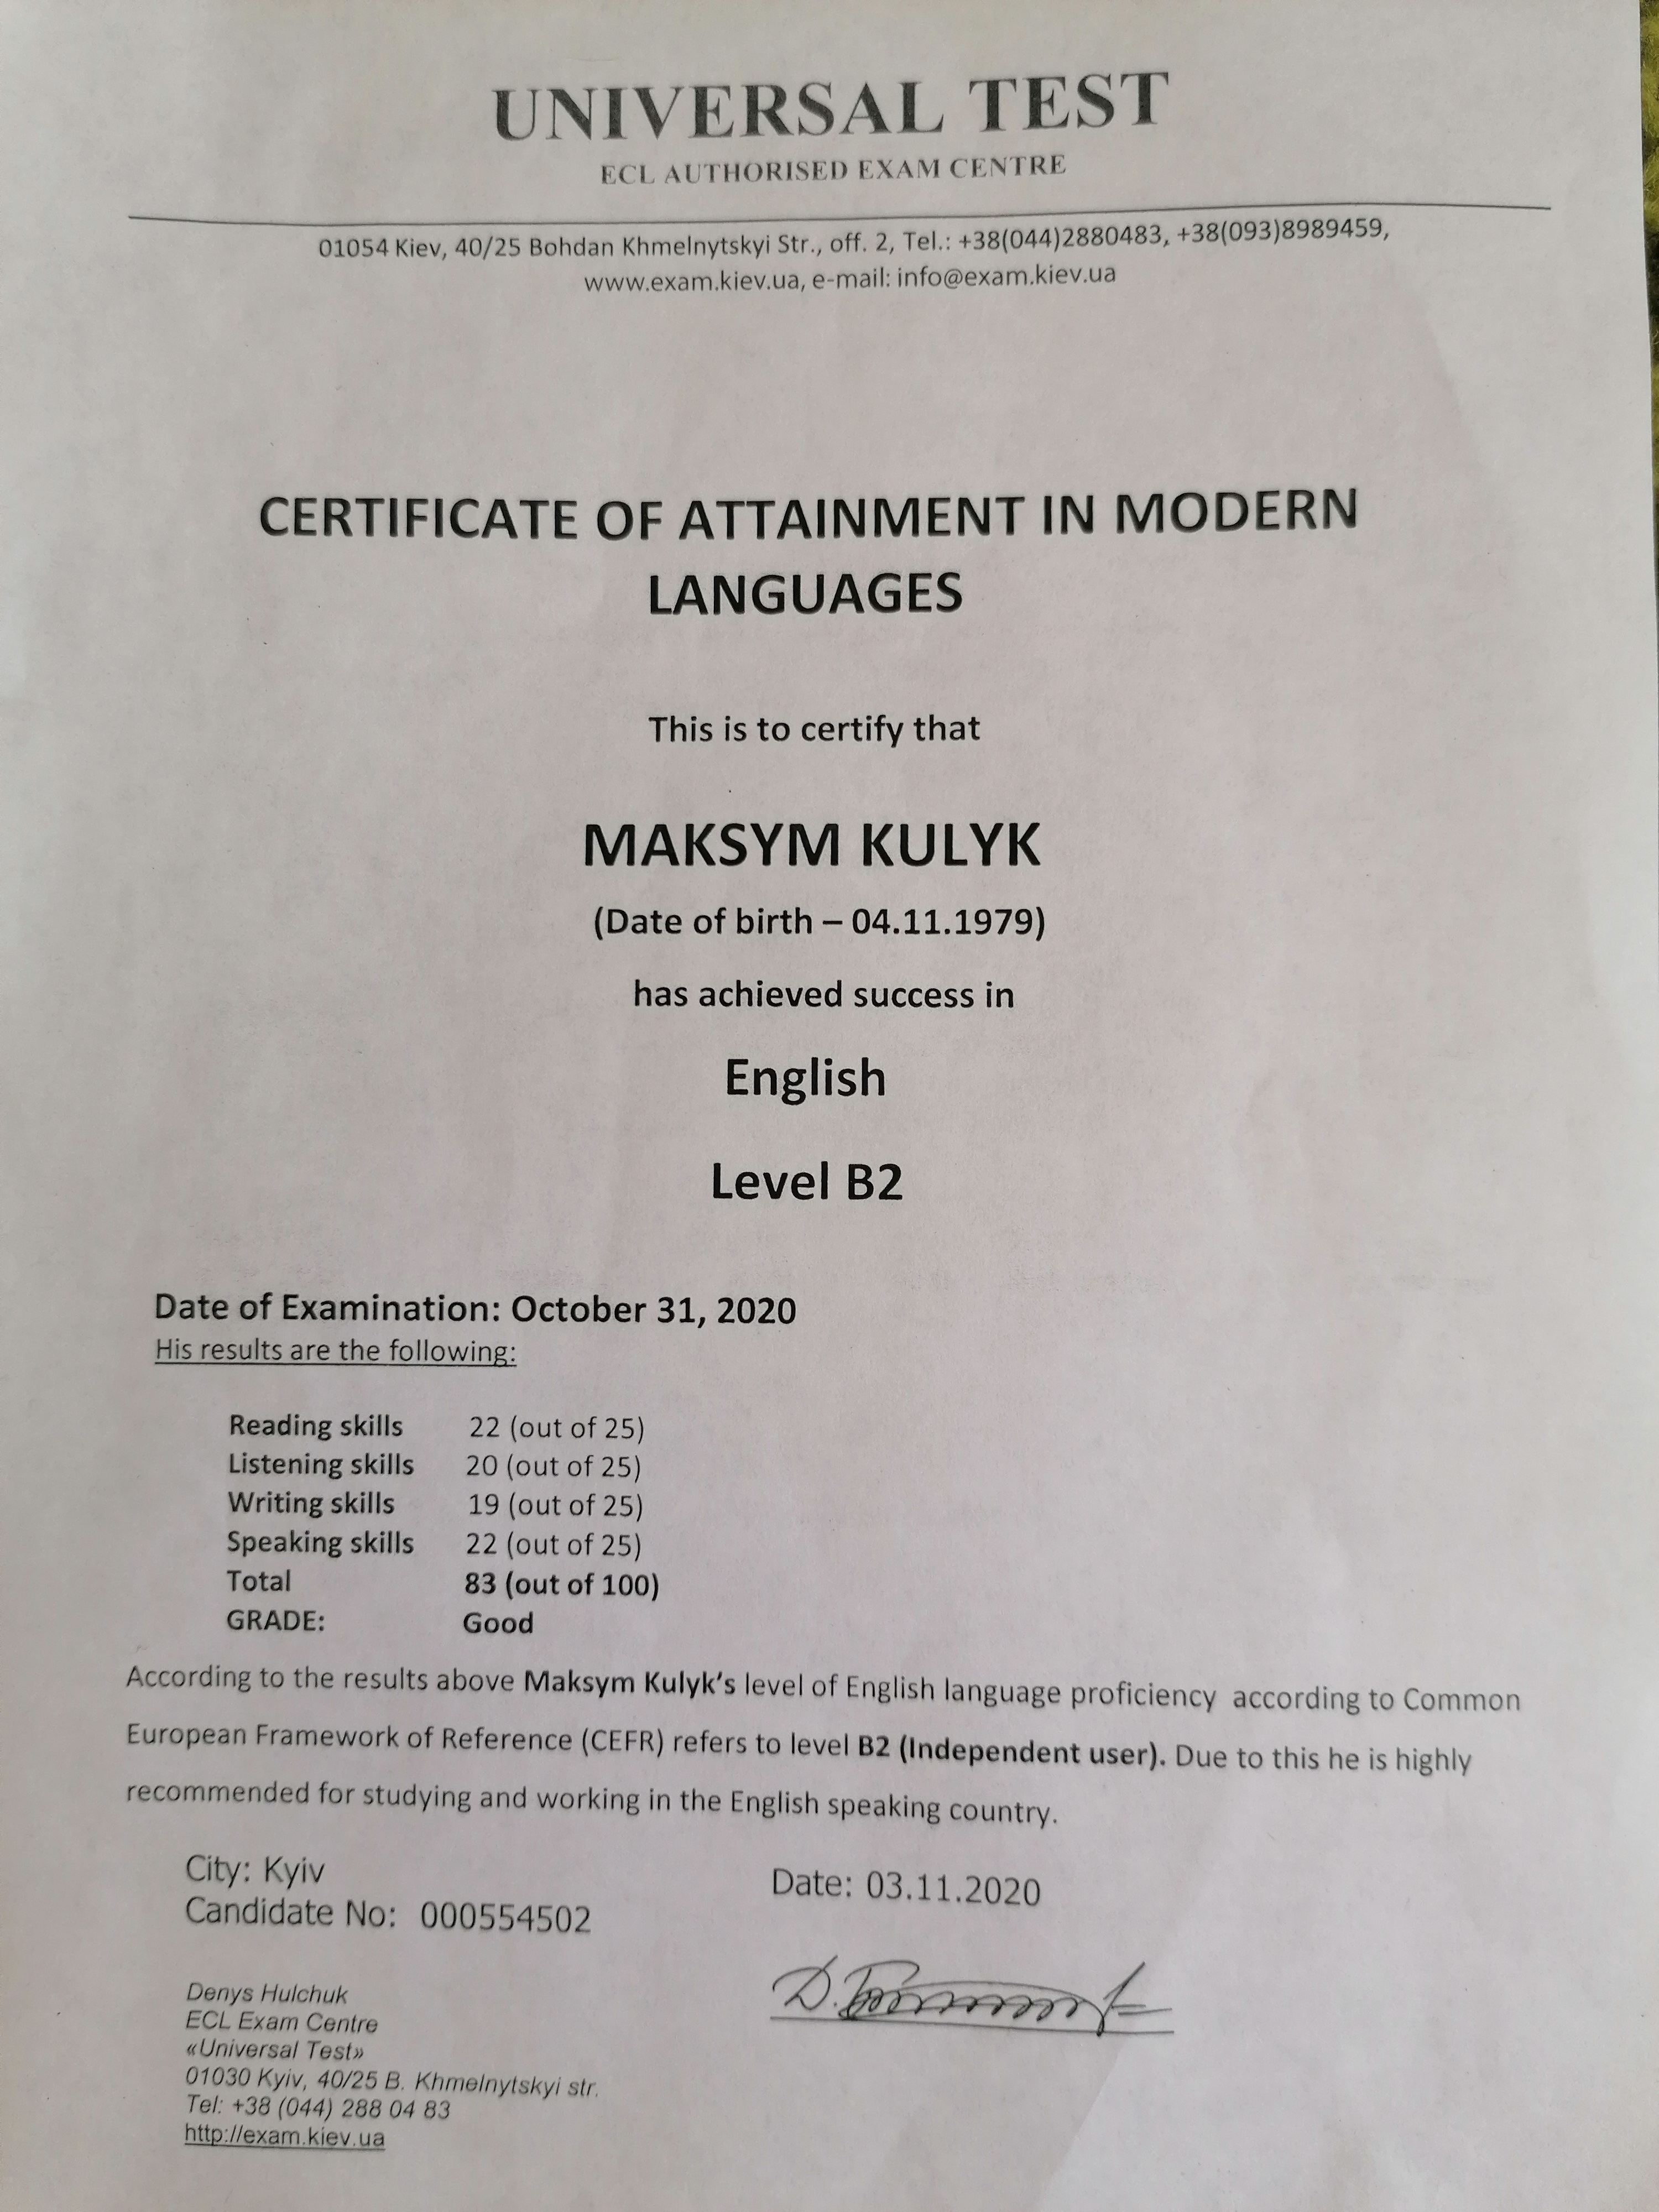 UNIVERSAL TEST
ECL AUTHORISED EXAM CENTRE
01054 Kiev, 40/25 Bohdan Khmelnytskyi Str., off. 2, Tel.: +38(044)2880483, +38(093)8989459,
www.exam.kiev.ua, e-mail: info@exam.kiev.ua
CERTIFICATE OF ATTAINMENT IN MODERN
LANGUAGES
This is to certify that
MAKSYM KULYK
(Date of birth – 04.11.1979)
has achieved success in
English
Level B2
Date of Examination: October 31, 2020
His results are the following:
Reading skills 22 (out of 25)
Listening skills 20 (out of 25)
Writing skills 19 (out of 25)
Speaking skills 22 (out of 25)
Total 83 (out of 100)
GRADE: Good
According to the results above Maksym Kulyk's level of English language proficiency according to Common
European Framework of Reference (CEFR) refers to level B2 (Independent user). Due to this he is highly
recommended for studying and working in the English speaking country.
City: Kyiv
Date: 03.11.2020
Candidate No: 000554502
Denys Hulchuk
ECL Exam Centre
«Universal Test»
01030 Kyiv, 40/25 B. Khmelnytskyi str.
Tel: +38 (044) 288 04 83
http://exam.kiev.ua